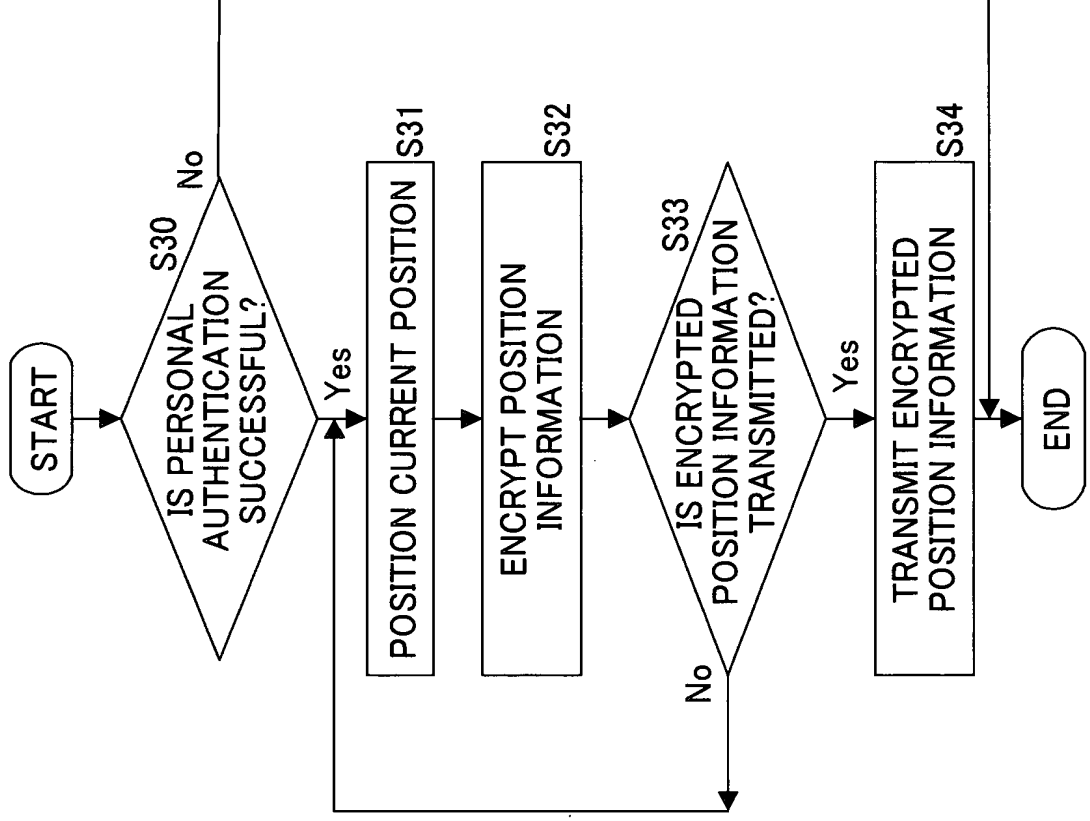 START
S30
IS PERSONAL
AUTHENTICATION
SUCCESSFUL?
No
Yes
S31
POSITION CURRENT POSITION
S32
ENCRYPT POSITION
INFORMATION
S33
IS ENCRYPTED
POSITION INFORMATION
TRANSMITTED?
No
Yes
S34
TRANSMIT ENCRYPTED
POSITION INFORMATION
END